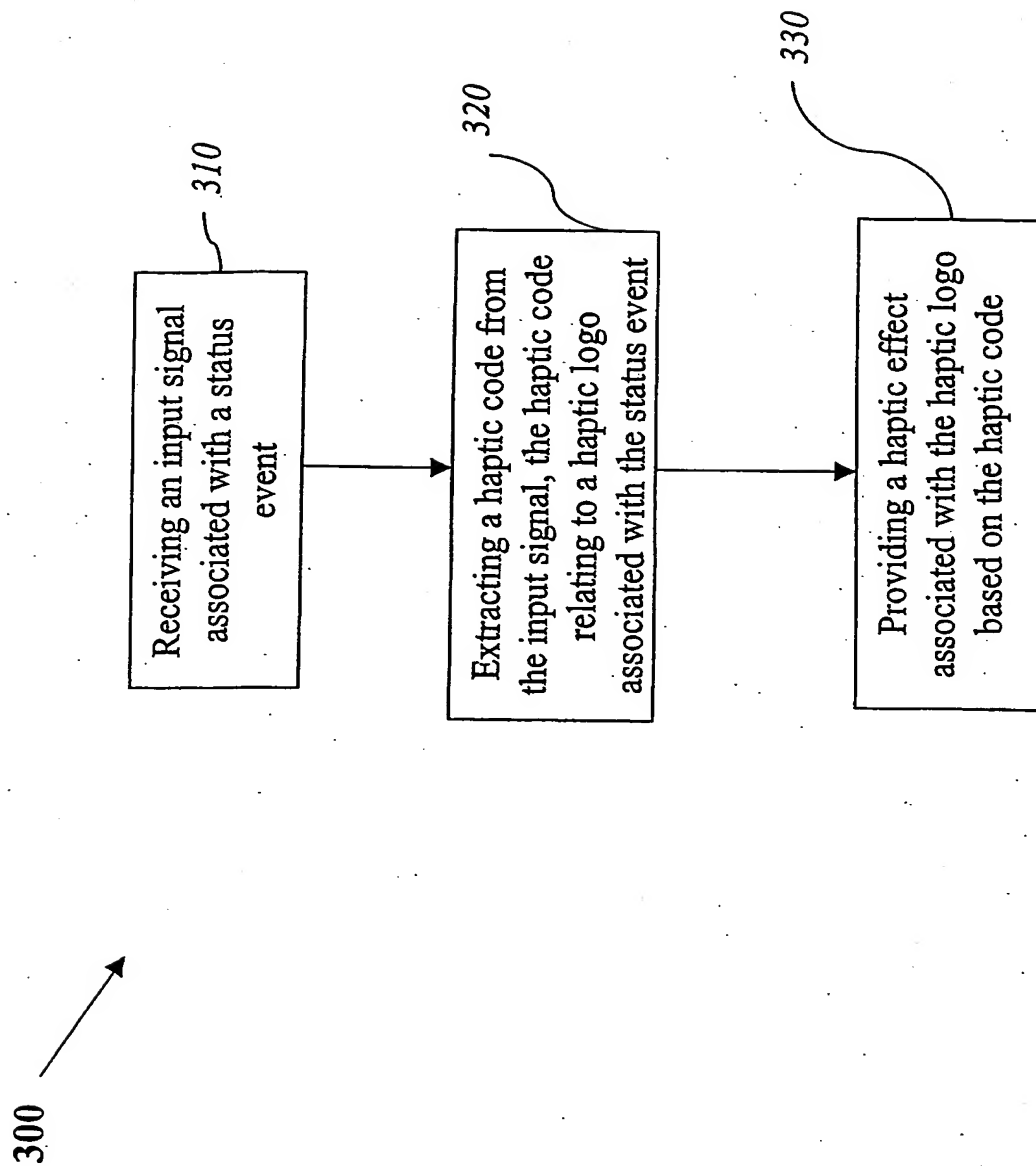 300
Receiving an input signal
associated with a status
event
310
Extracting a haptic code from
the input signal, the haptic code
relating to a haptic logo
associated with the status event
320
Providing a haptic effect
associated with the haptic logo
based on the haptic code
330